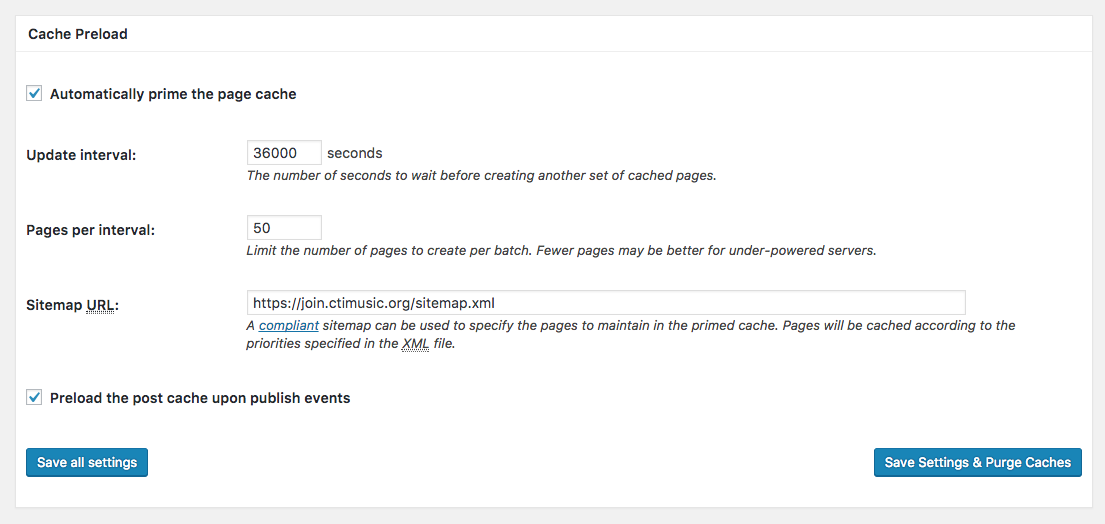 Cache Preload
Automatically prime the page cache
Update interval: 36000 seconds
The number of seconds to wait before creating another set of cached pages.
Pages per interval: 50
Limit the number of pages to create per batch. Fewer pages may be better for under-powered servers.
Sitemap URL: https://join.ctimusic.org/sitemap.xml
A compliant sitemap can be used to specify the pages to maintain in the primed cache. Pages will be cached according to the
priorities specified in the XML file.
Preload the post cache upon publish events
Save all settings Save Settings & Purge Caches